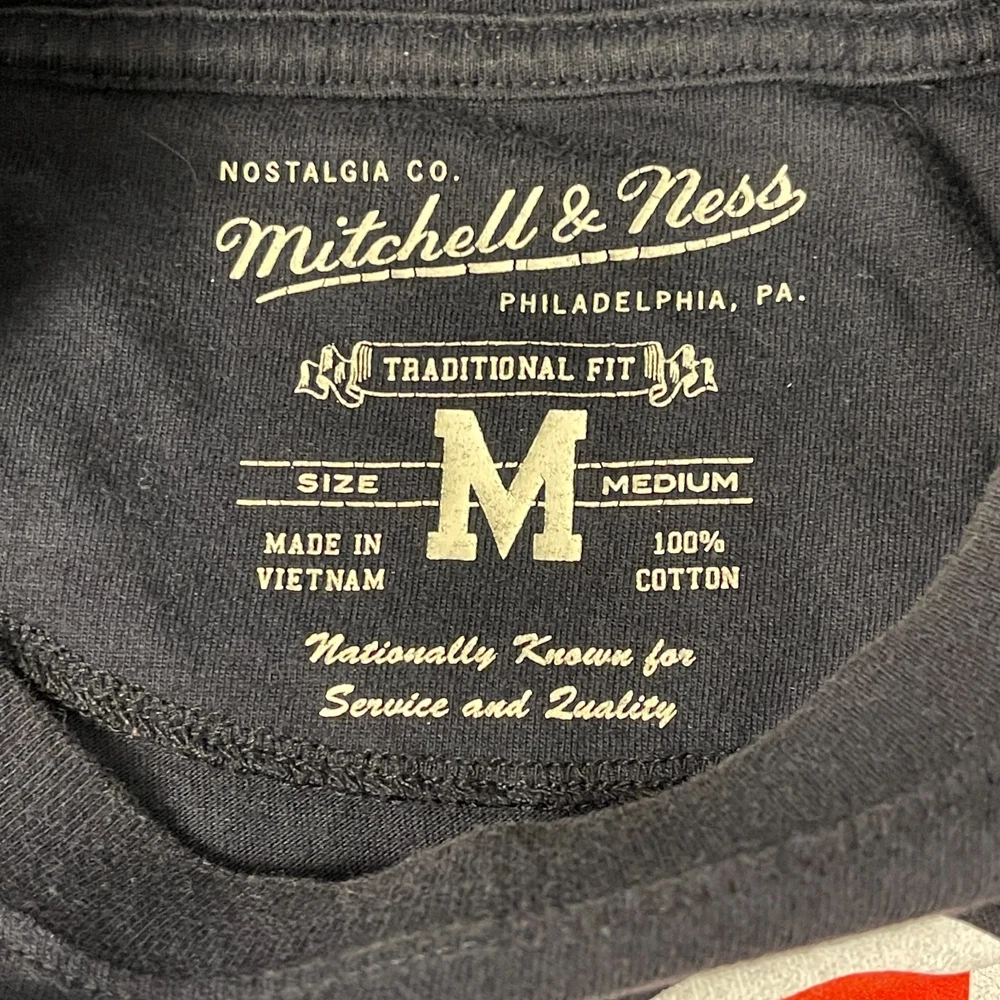 NOSTALGIA CO.
Mitchell & Ness
PHILADELPHIA, PA.
TRADITIONAL FIT
SIZE M MEDIUM
MADE IN
VIETNAM
100%
COTTON
Nationally Known for
Service and Quality